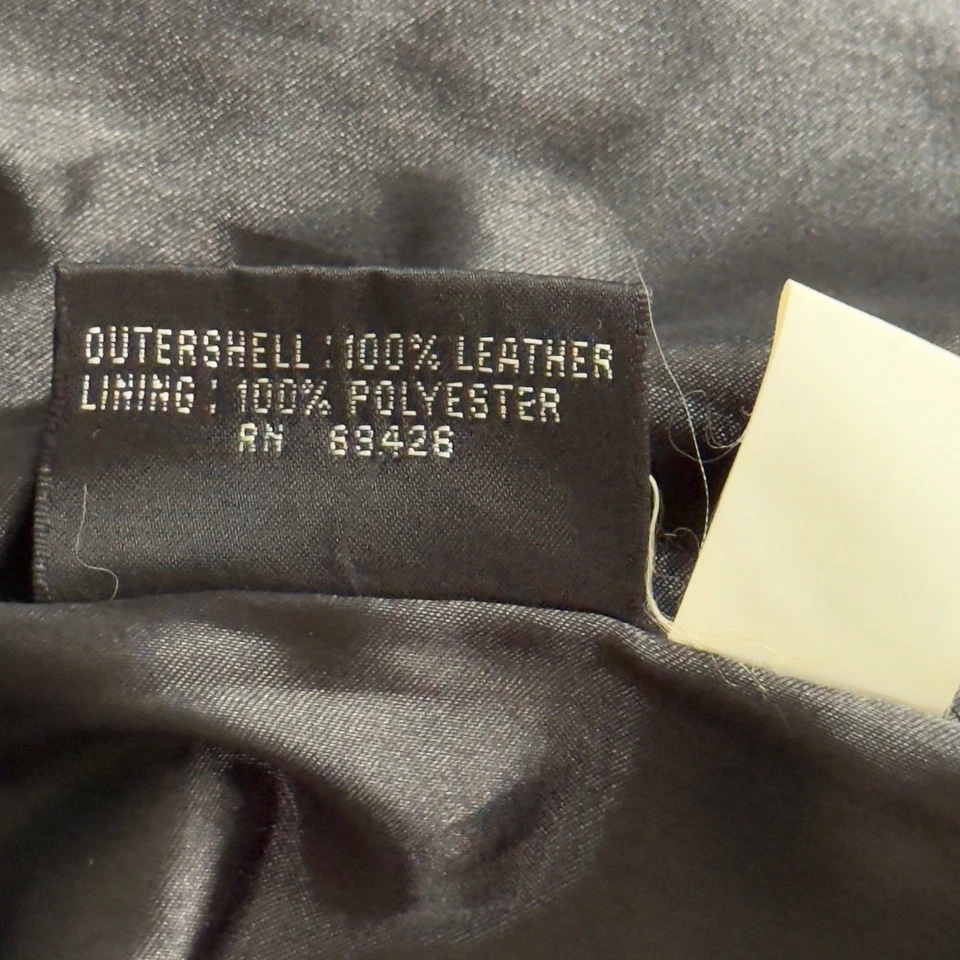 OUTERSHELL : 100% LEATHER
LINING : 100% POLYESTER
RN 69426